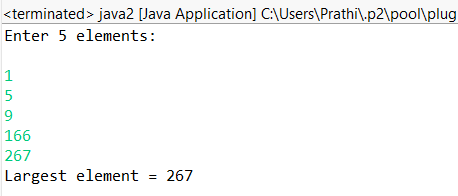 <terminated> java2 [Java Application] C:\Users\Prathi\.p2\pool\plug
Enter 5 elements:
1
5
9
166
267
Largest element = 267